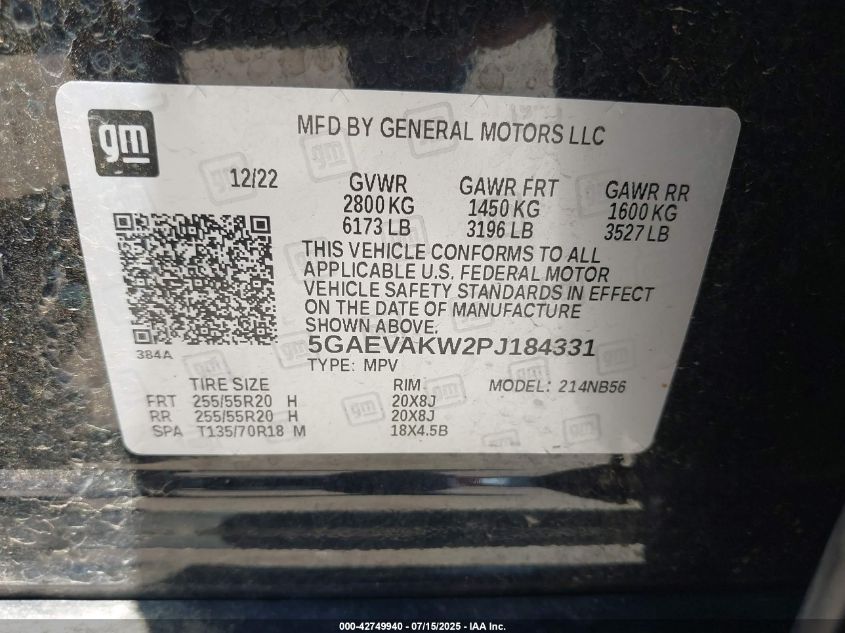 gm
MFD BY GENERAL MOTORS LLC
12/22 GVWR GAWR FRT GAWR RR
2800 KG 1450 KG 1600 KG
6173 LB 3196 LB 3527 LB
THIS VEHICLE CONFORMS TO ALL
APPLICABLE U.S. FEDERAL MOTOR
VEHICLE SAFETY STANDARDS IN EFFECT
ON THE DATE OF MANUFACTURE
SHOWN ABOVE.
384A
5GAEVAKW2PJ184331
TYPE: MPV
TIRE SIZE RIM MODEL: 214NB56
FRT 255/55R20 H 20X8J
RR 255/55R20 H 20X8J
SPA T135/70R18 M 18X4.5B
000-42749940 - 07/15/2025 - IAA Inc.